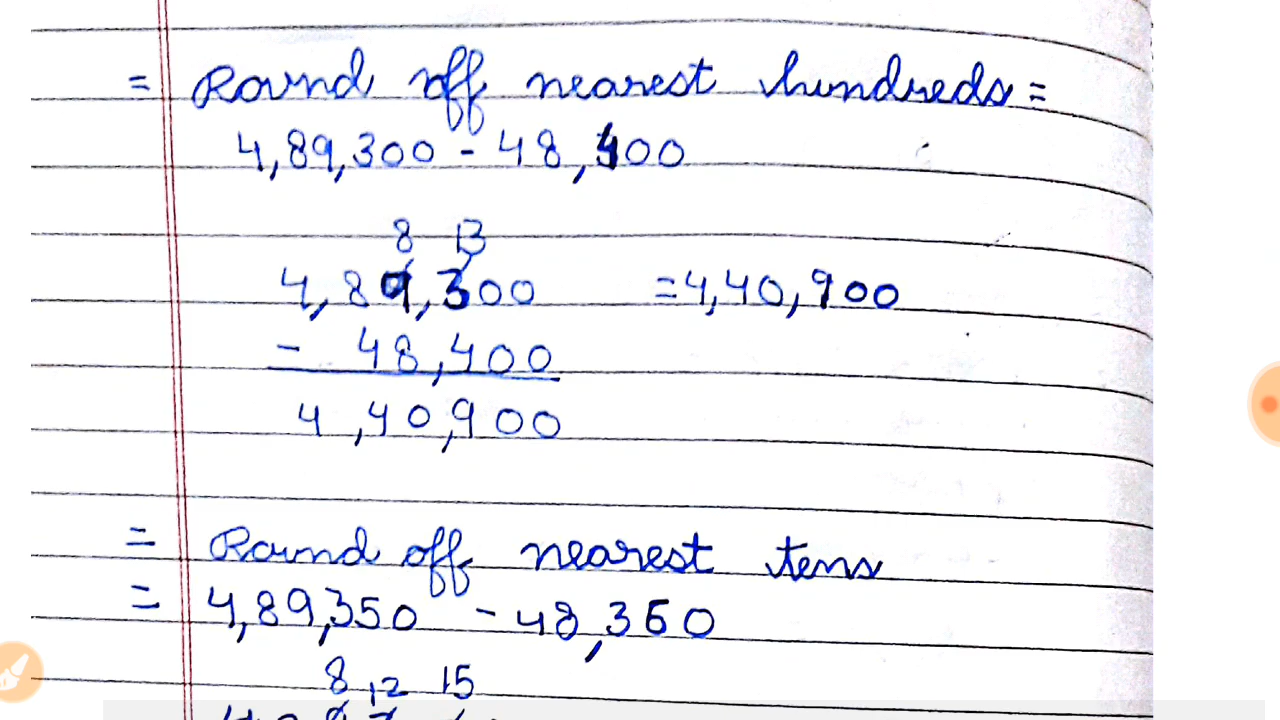 = Round off nearest hundreds =
4,89,300 - 48,400
8 13
4,89,300 = 4,40,900
- 48,400
4,40,900
= Round off nearest tens
= 4,89,350 - 48,360
8 12 15